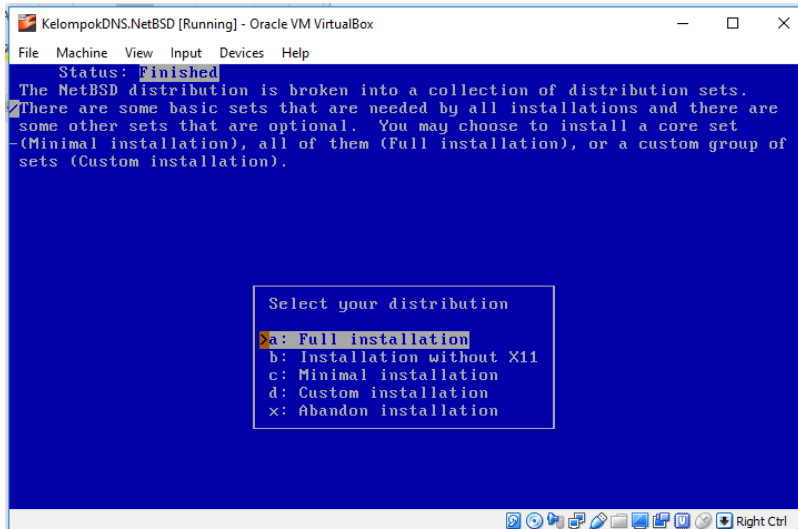 KelompokDNS.NetBSD [Running] - Oracle VM VirtualBox
File Machine View Input Devices Help
Status: Finished
The NetBSD distribution is broken into a collection of distribution sets.
There are some basic sets that are needed by all installations and there are
some other sets that are optional. You may choose to install a core set
(Minimal installation), all of them (Full installation), or a custom group of
sets (Custom installation).
Select your distribution
>a: Full installation
b: Installation without X11
c: Minimal installation
d: Custom installation
x: Abandon installation
Right Ctrl